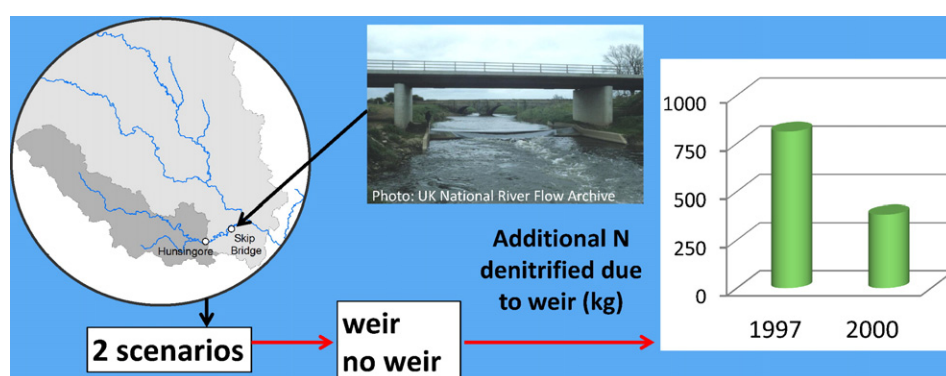 Hunsingore
Skip
Bridge
2 scenarios
Photo: UK National River Flow Archive
weir
no weir
Additional N
denitrified due
to weir (kg)
1000
750
500
250
0
1997 2000